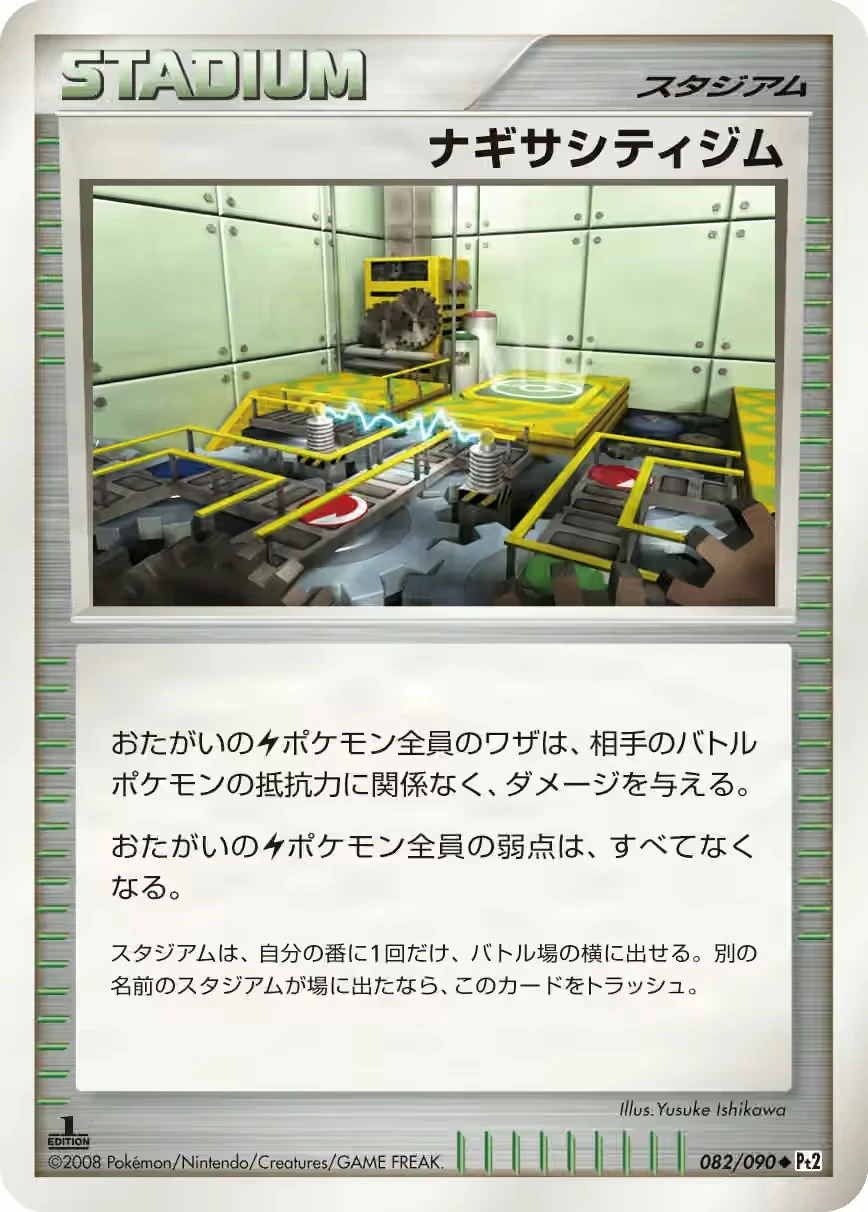 STADIUM
スタジアム
ナギサシティジム
おたがいの⚡ポケモン全員のワザは、相手のバトル
ポケモンの抵抗力に関係なく、ダメージを与える。
おたがいの⚡ポケモン全員の弱点は、すべてなく
なる。
スタジアムは、自分の番に1回だけ、バトル場の横に出せる。別の
名前のスタジアムが場に出たなら、このカードをトラッシュ。
Illus. Yusuke Ishikawa
1
EDITION
©2008 Pokémon/Nintendo/Creatures/GAME FREAK.
082/090 ◆ Pt2